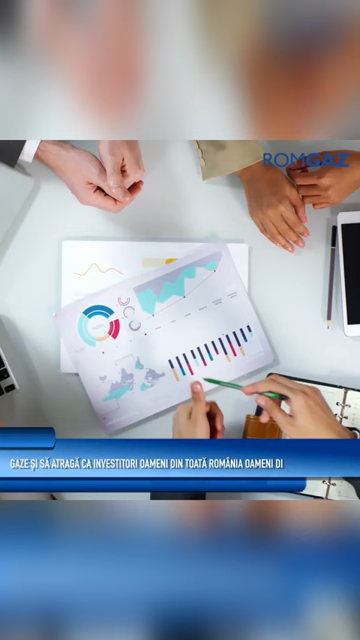 ROMGAZ
GAZE ȘI SĂ ATRAGĂ CA INVESTITORI OAMENI DIN TOATĂ ROMÂNIA OAMENI DI